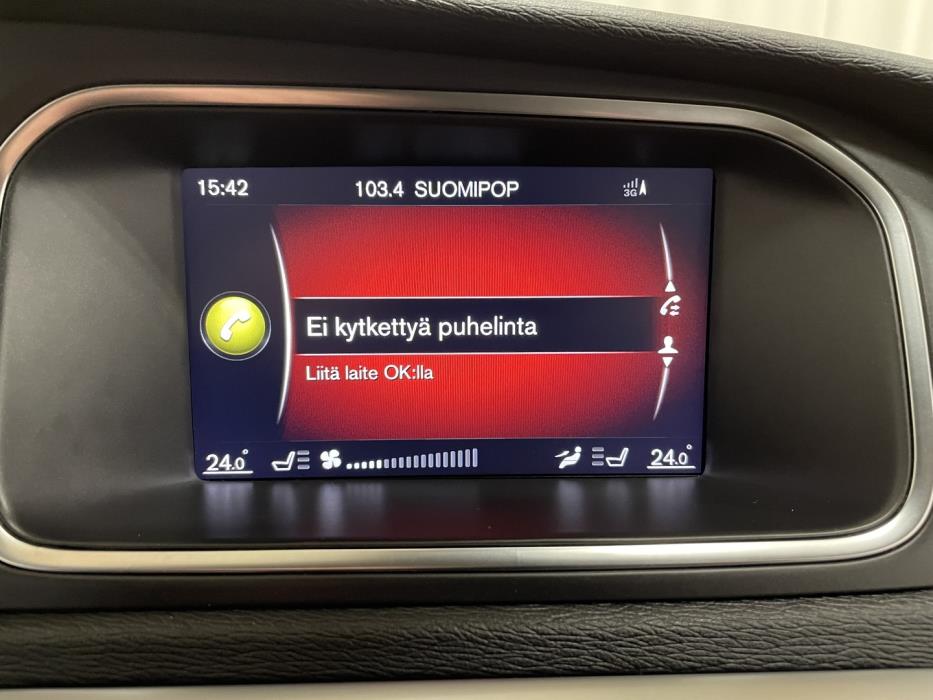 15:42 103.4 SUOMIPOP 3G
Ei kytkettyä puhelinta
Liitä laite OK:lla
24.0° 24.0°